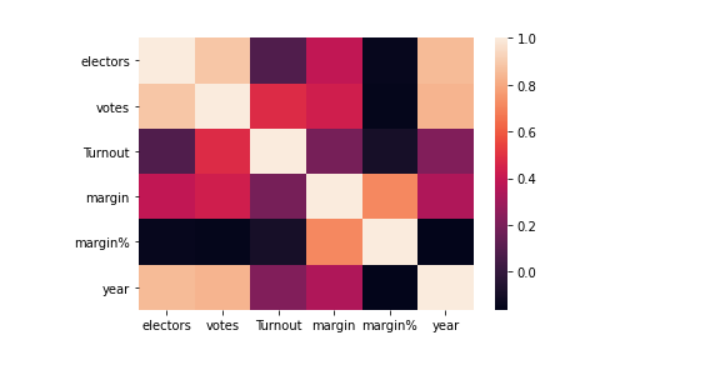 electors
votes
Turnout
margin
margin%
year
electors votes Turnout margin margin% year
1.0
0.8
0.6
0.4
0.2
0.0